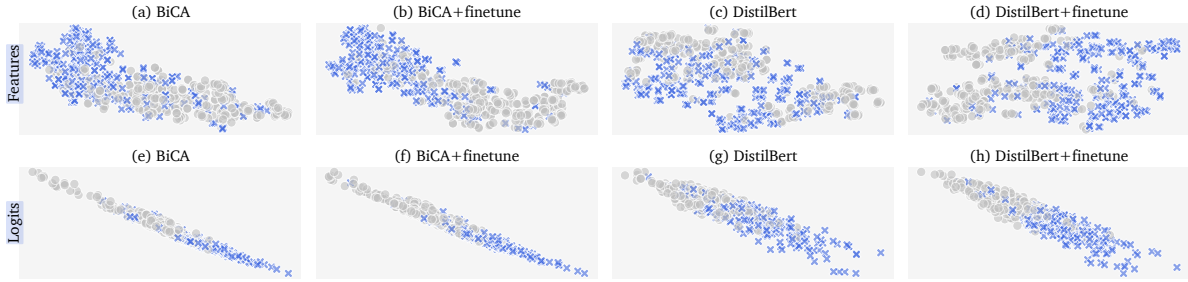 (a) BiCA
(b) BiCA+finetune
(c) DistilBert
(d) DistilBert+finetune
Features
(e) BiCA
(f) BiCA+finetune
(g) DistilBert
(h) DistilBert+finetune
Logits